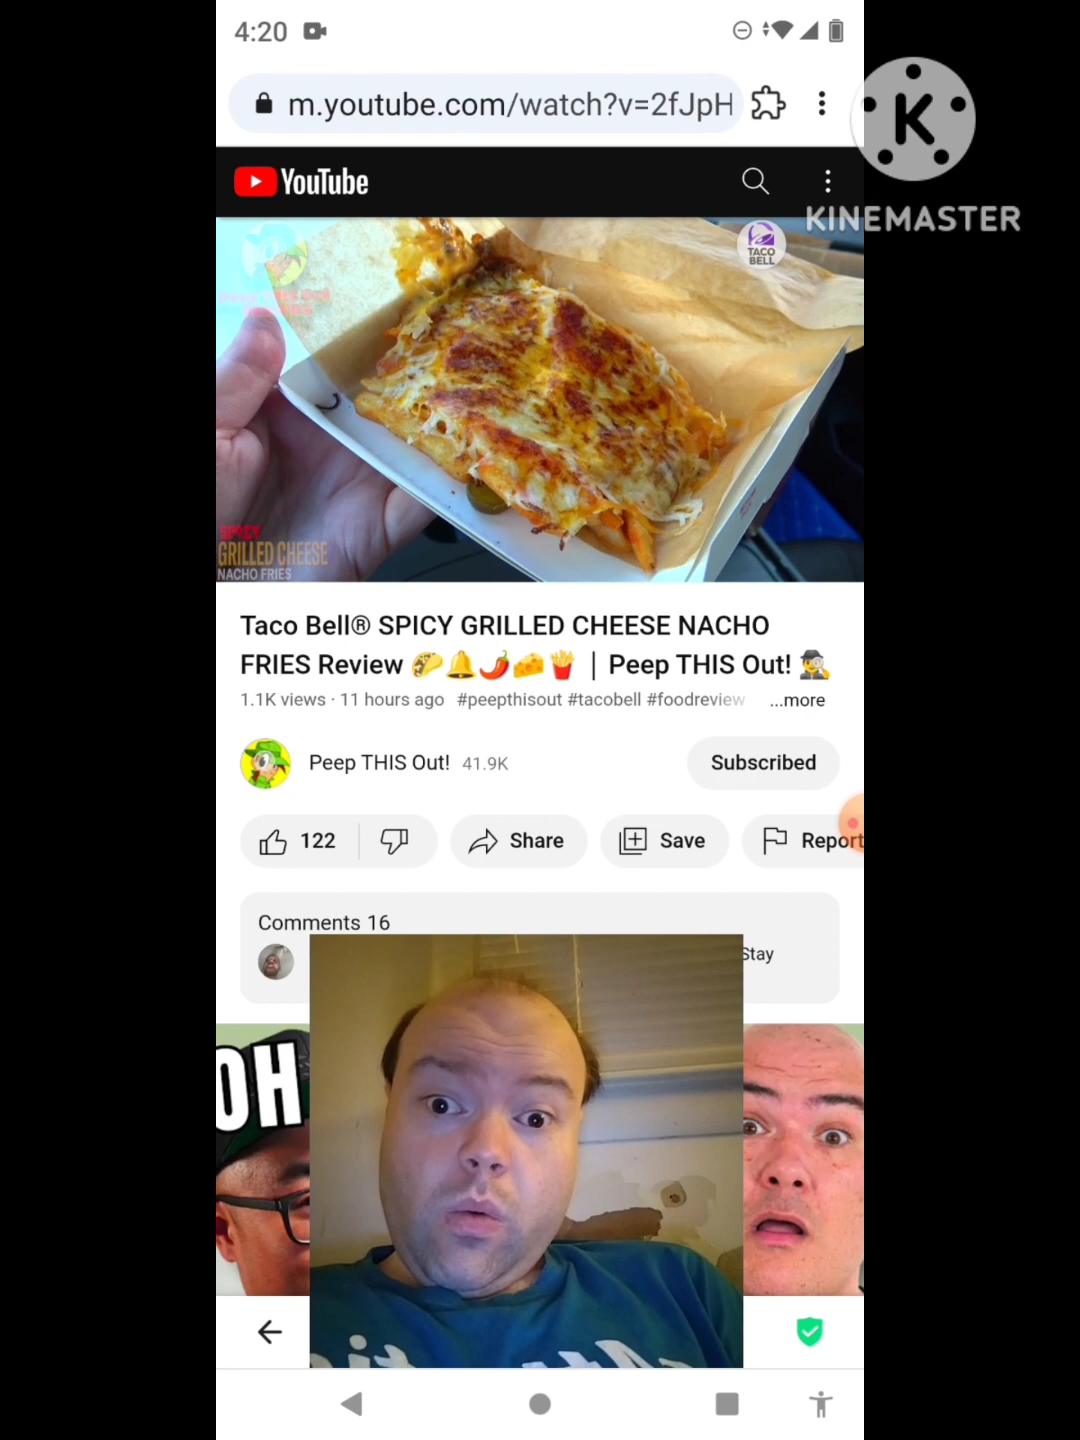 4:20
m.youtube.com/watch?v=2fJpH
K
KINEMASTER
YouTube
TACO
BELL
SPICY
GRILLED CHEESE
NACHO FRIES
Taco Bell® SPICY GRILLED CHEESE NACHO
FRIES Review 🌮🔔🌶️🧀🍟 | Peep THIS Out! 🕵️
1.1K views · 11 hours ago #peepthisout #tacobell #foodreview ...more
Peep THIS Out! 41.9K Subscribed
122 Share Save Report
Comments 16
Stay
OH